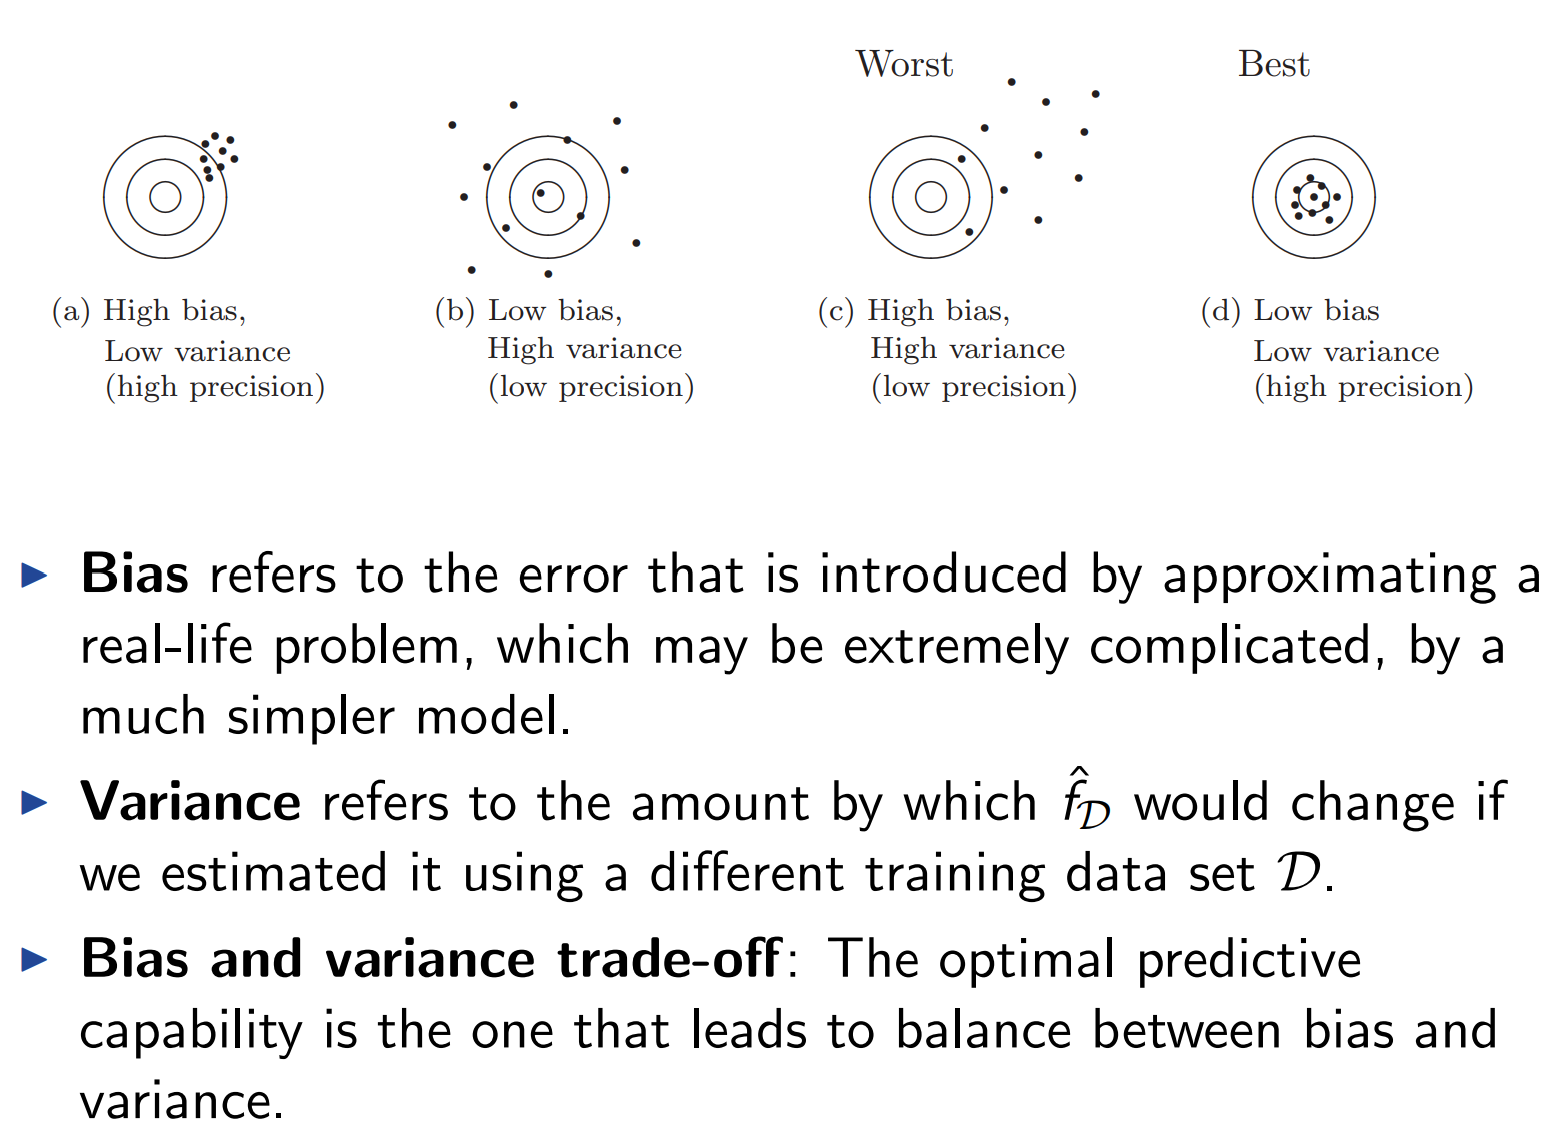 Worst
Best
(a) High bias,
Low variance
(high precision)
(b) Low bias,
High variance
(low precision)
(c) High bias,
High variance
(low precision)
(d) Low bias
Low variance
(high precision)
▶ Bias refers to the error that is introduced by approximating a
real-life problem, which may be extremely complicated, by a
much simpler model.
▶ Variance refers to the amount by which f̂_𝒟 would change if
we estimated it using a different training data set 𝒟.
▶ Bias and variance trade-off: The optimal predictive
capability is the one that leads to balance between bias and
variance.